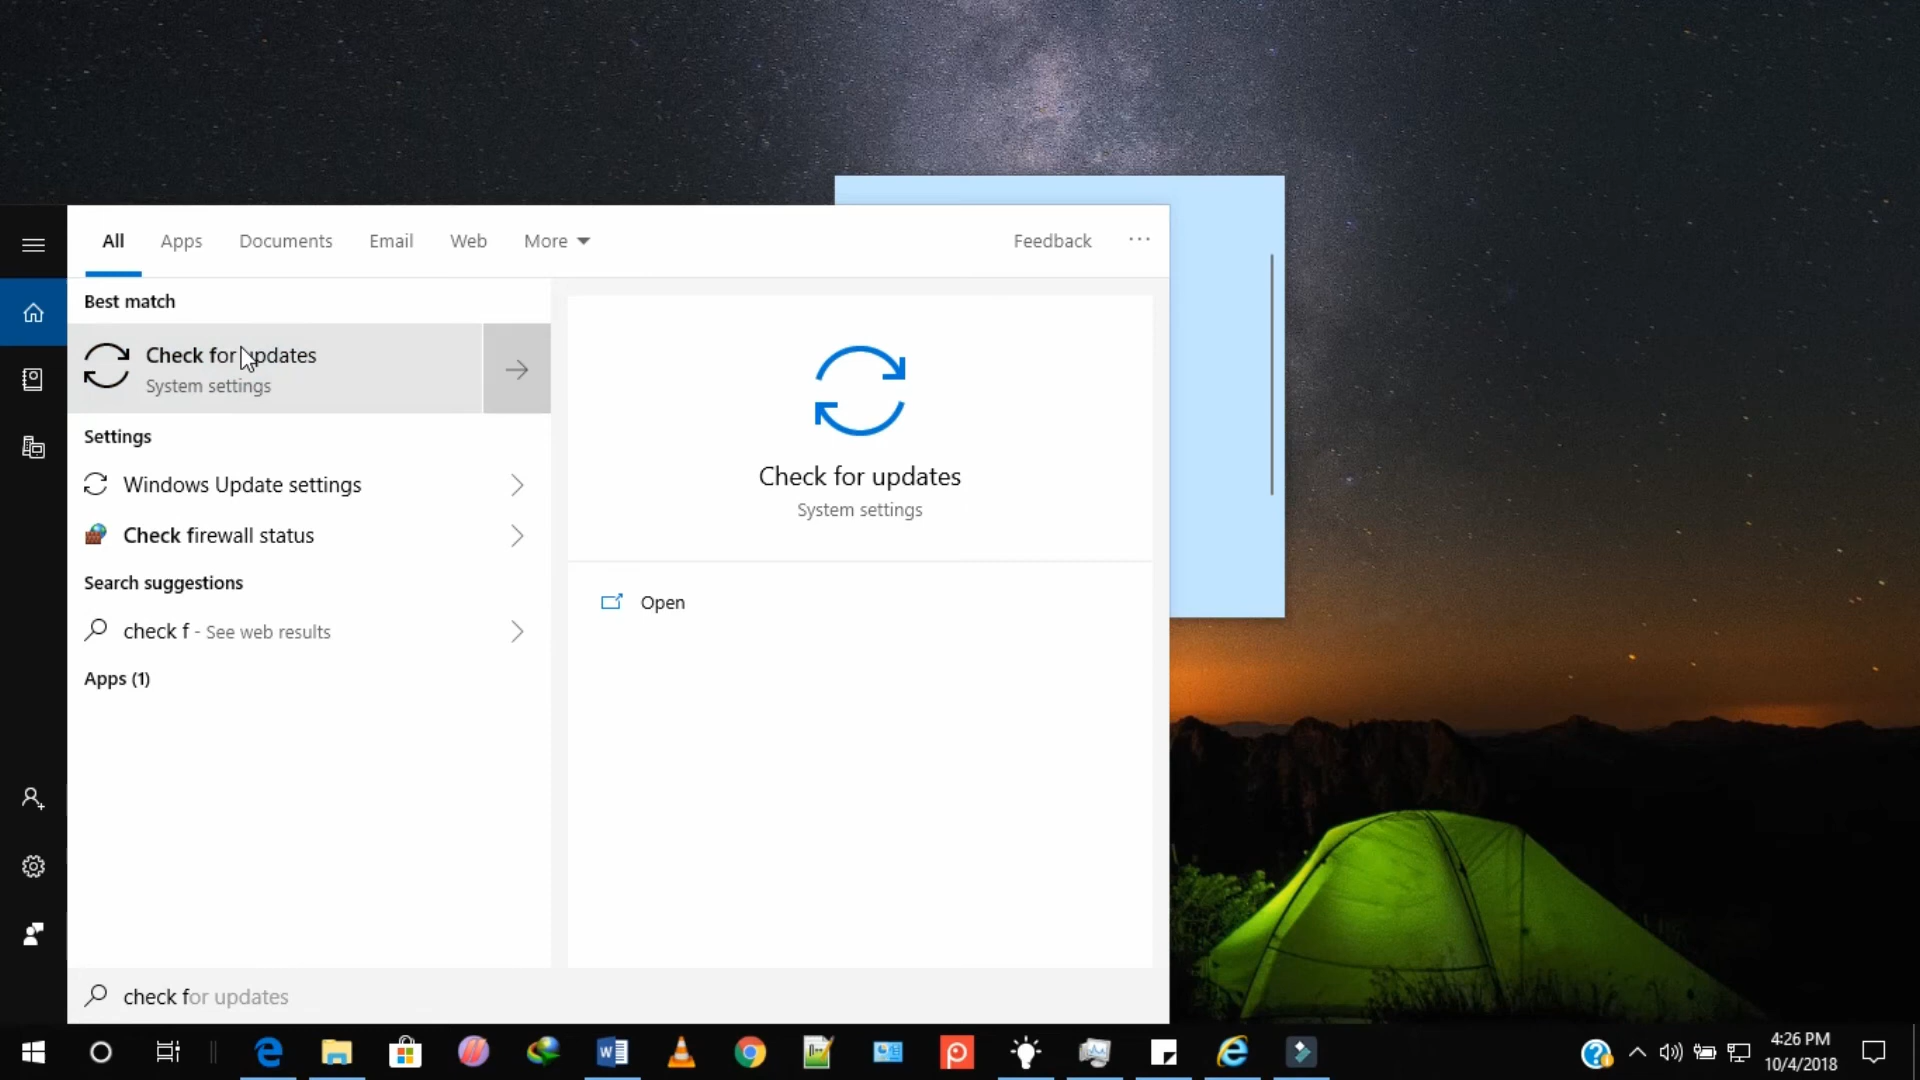 All Apps Documents Email Web More Feedback ...
Best match
Check for updates
System settings
Settings
Windows Update settings
Check firewall status
Search suggestions
check f - See web results
Apps (1)
Check for updates
System settings
Open
check for updates
4:26 PM
10/4/2018